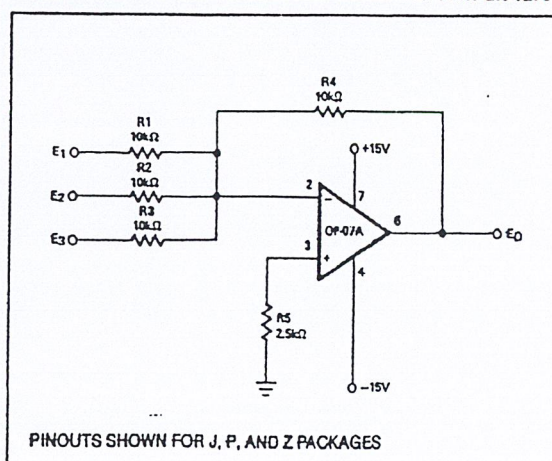 R4
10kΩ
R1
10kΩ
E1
+15V
R2
10kΩ
E2
2
7
−
R3
10kΩ
OP-07A
6
EO
E3
3
+
4
R5
2.5kΩ
−15V
PINOUTS SHOWN FOR J, P, AND Z PACKAGES